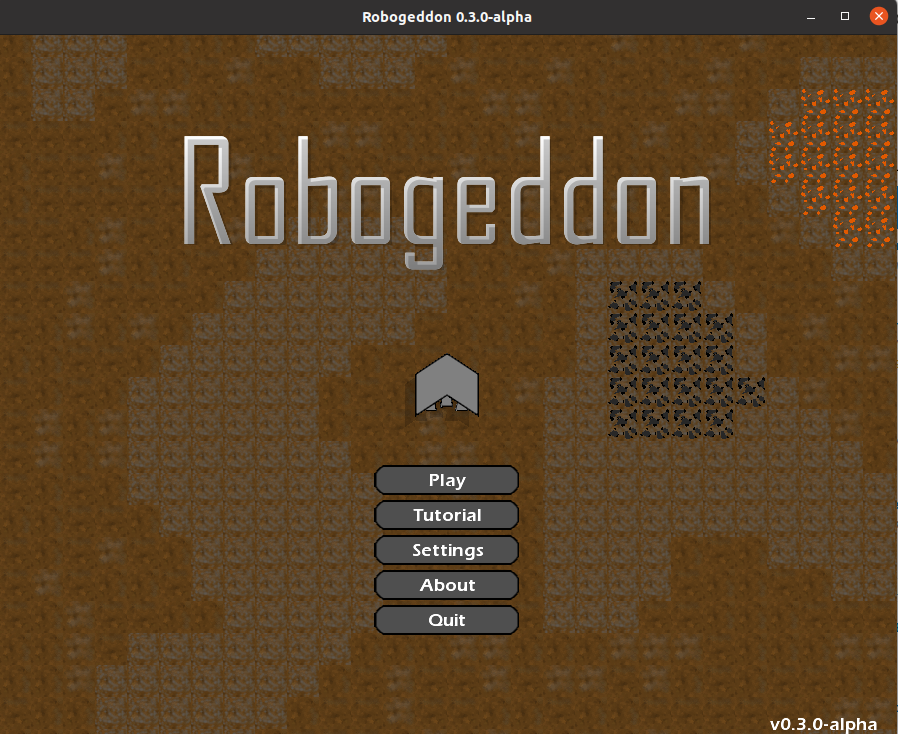 Robogeddon 0.3.0-alpha
Robogeddon
Play
Tutorial
Settings
About
Quit
v0.3.0-alpha